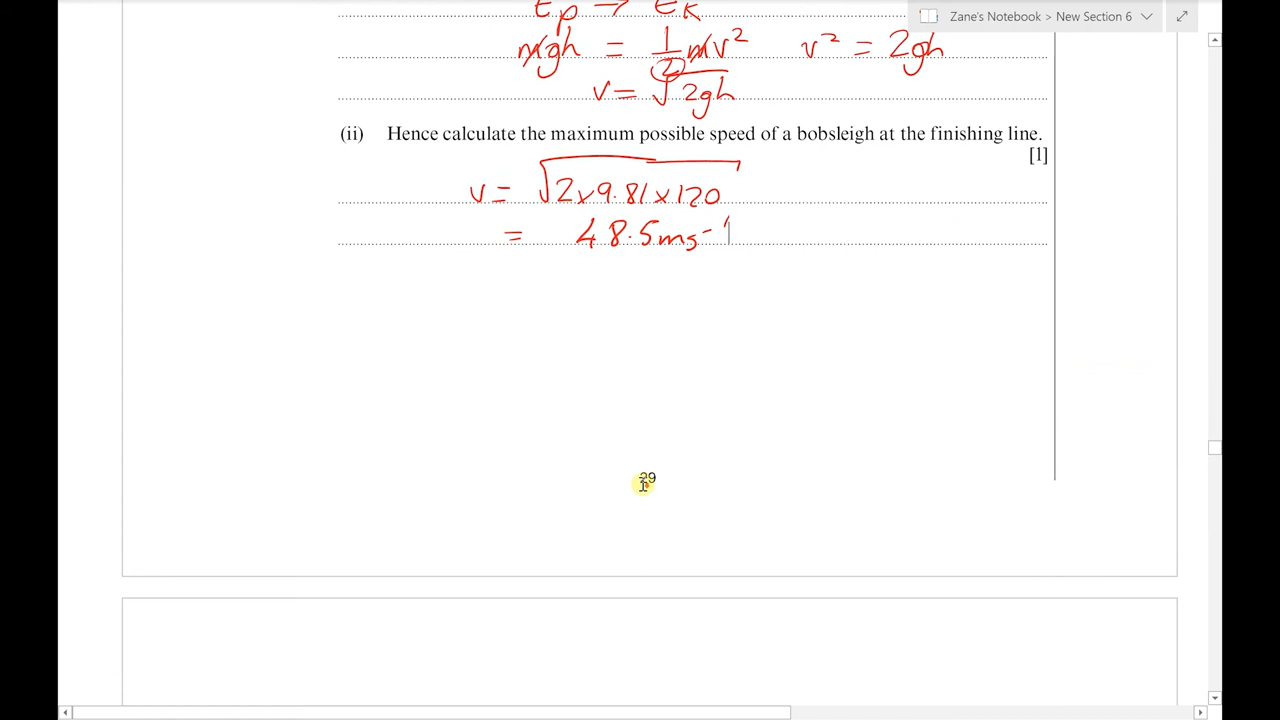 Zane's Notebook > New Section 6
Ep → Ek
mgh = 1/2 mv² v² = 2gh
v = √2gh
(ii) Hence calculate the maximum possible speed of a bobsleigh at the finishing line.
[1]
v = √2×9.81×120
= 48.5ms⁻¹
29